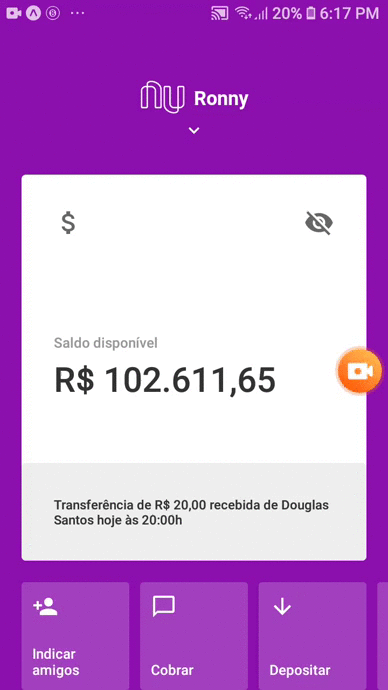 20% 6:17 PM
nu Ronny
$
Saldo disponível
R$ 102.611,65
Transferência de R$ 20,00 recebida de Douglas
Santos hoje às 20:00h
Indicar
amigos
Cobrar
Depositar